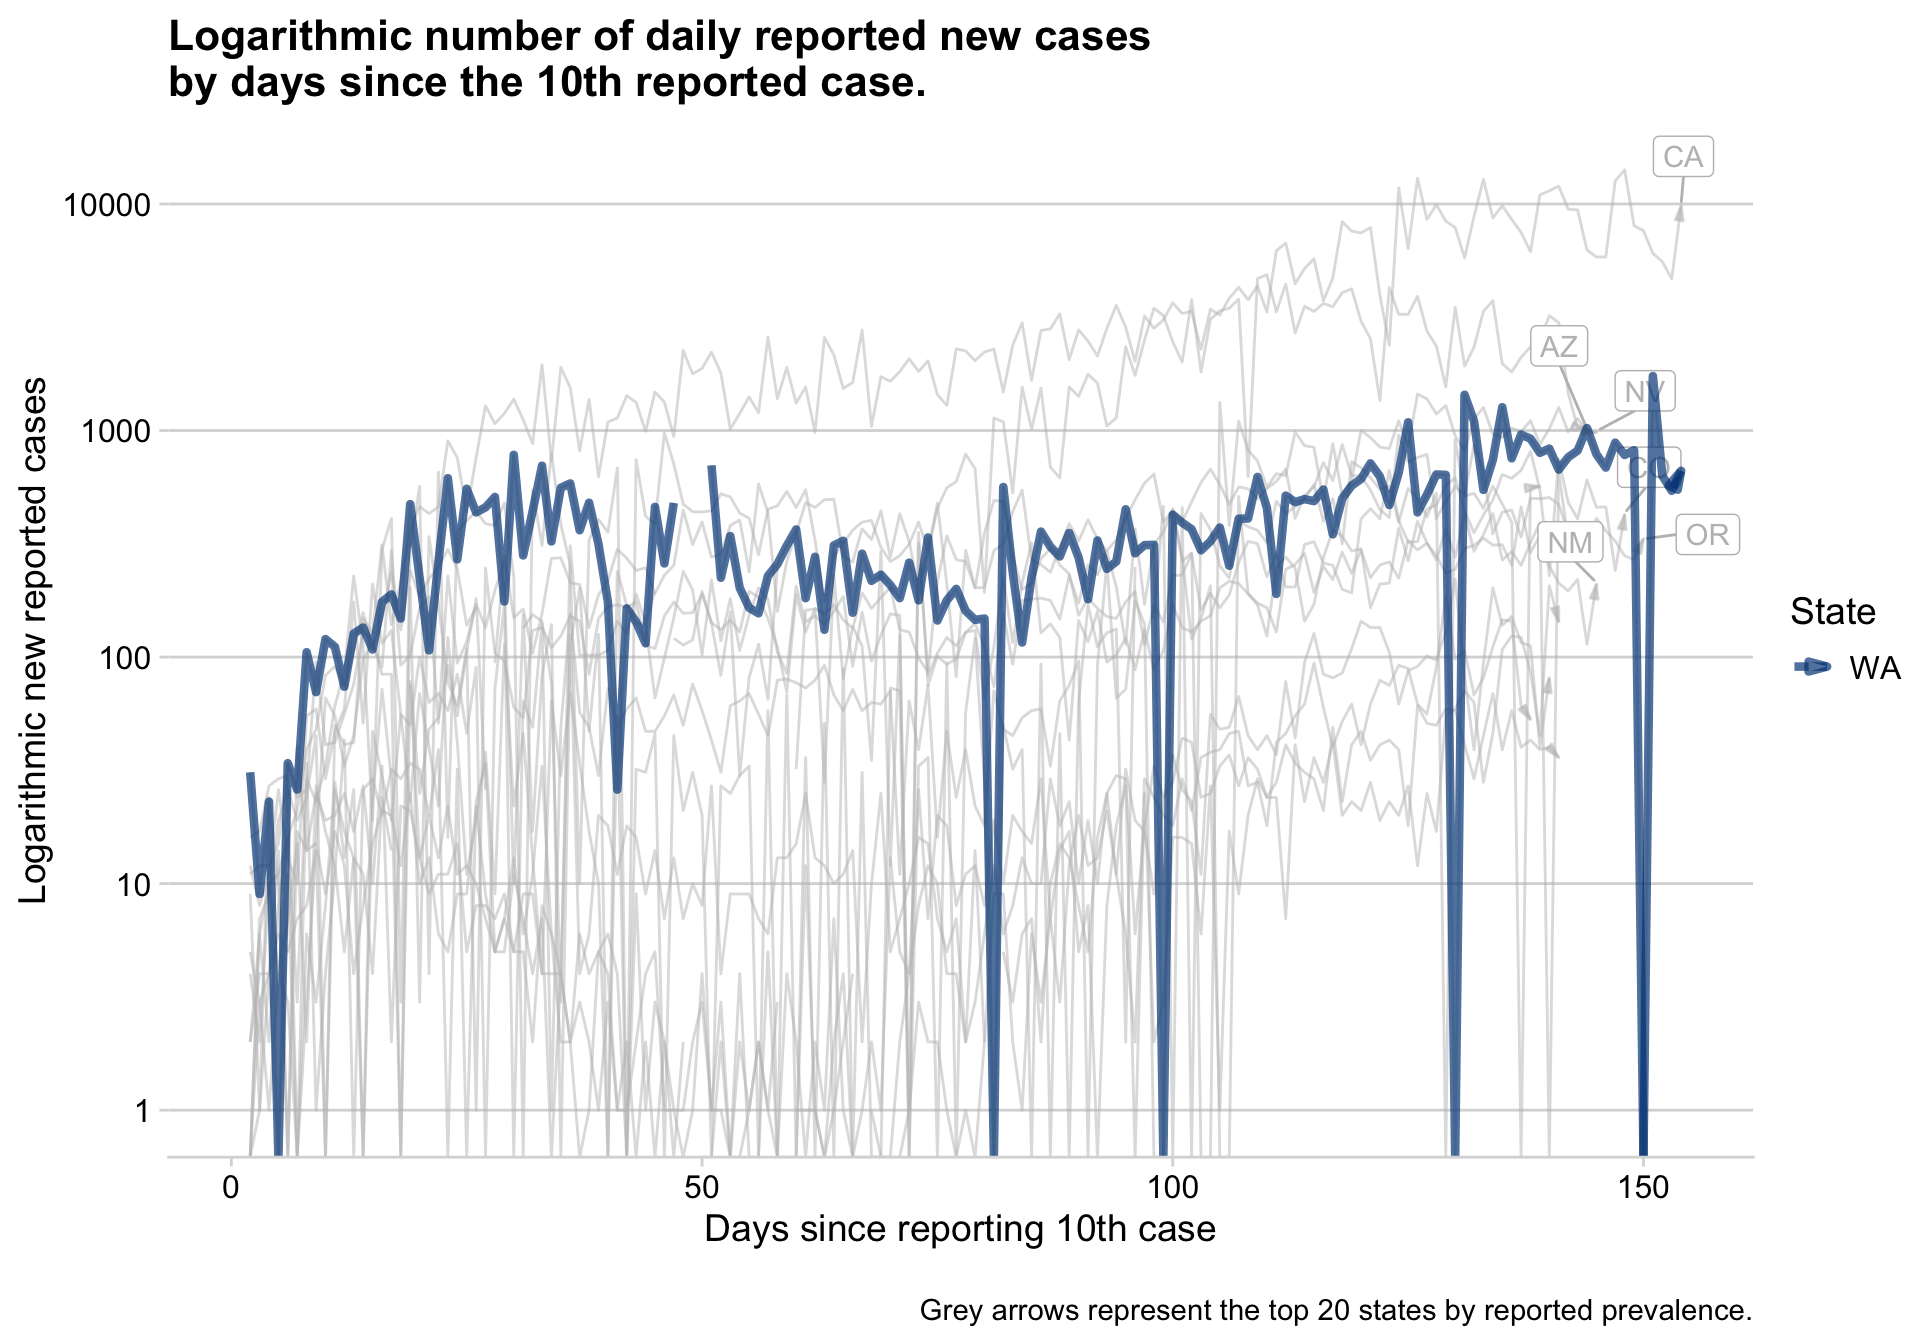 Logarithmic number of daily reported new cases
by days since the 10th reported case.
Logarithmic new reported cases
10000
1000
100
10
1
CA
AZ
NV
CO
NM
OR
State
WA
0
50
100
150
Days since reporting 10th case
Grey arrows represent the top 20 states by reported prevalence.